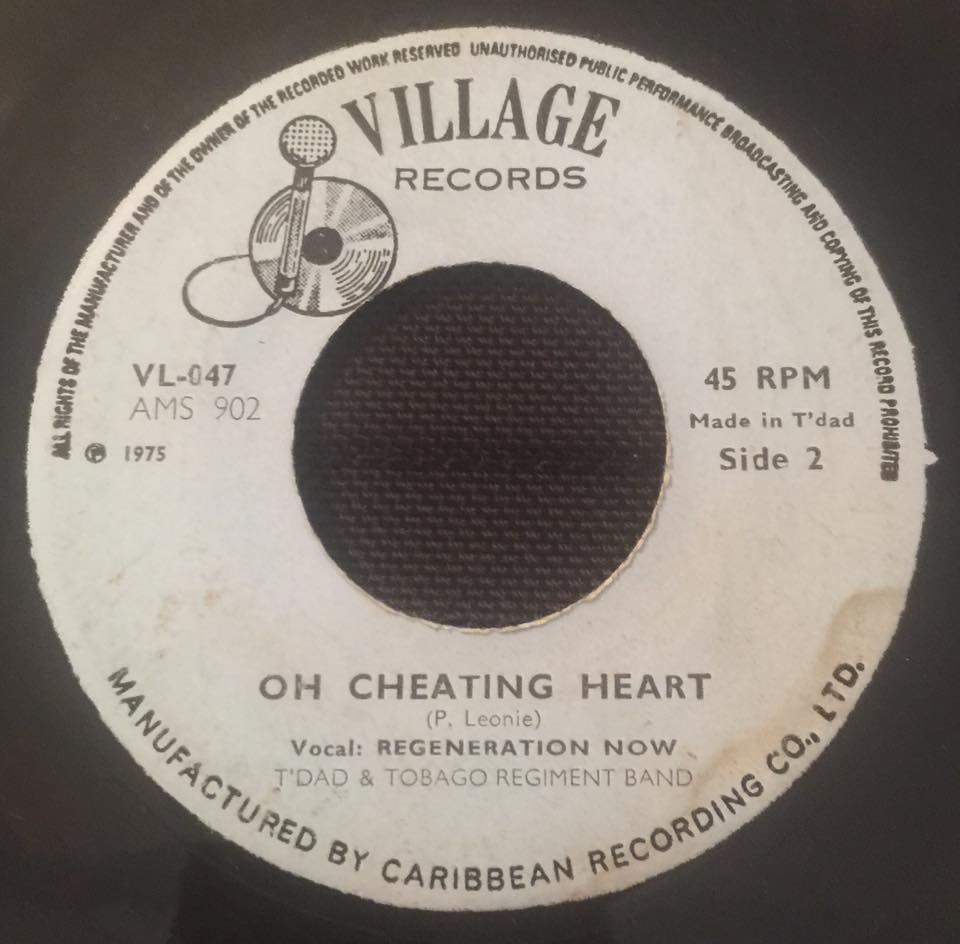 ALL RIGHTS OF THE MANUFACTURER AND OF THE OWNER OF THE RECORDED WORK RESERVED UNAUTHORISED PUBLIC PERFORMANCE BROADCASTING AND COPYING OF THIS RECORD PROHIBITED
VILLAGE
RECORDS
VL-047
AMS 902
℗ 1975
45 RPM
Made in T'dad
Side 2
OH CHEATING HEART
(P. Leonie)
Vocal: REGENERATION NOW
T'DAD & TOBAGO REGIMENT BAND
MANUFACTURED BY CARIBBEAN RECORDING CO., LTD.